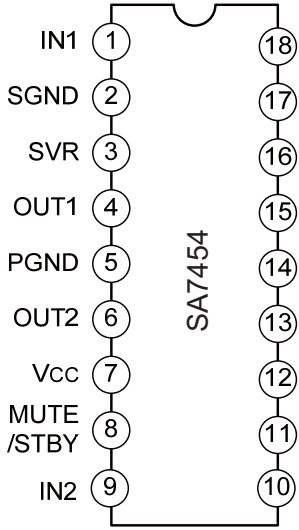 IN1 1 18
SGND 2 17
SVR 3 16
OUT1 4 15
PGND 5 14
OUT2 6 13
VCC 7 12
MUTE
/STBY 8 11
IN2 9 10
SA7454